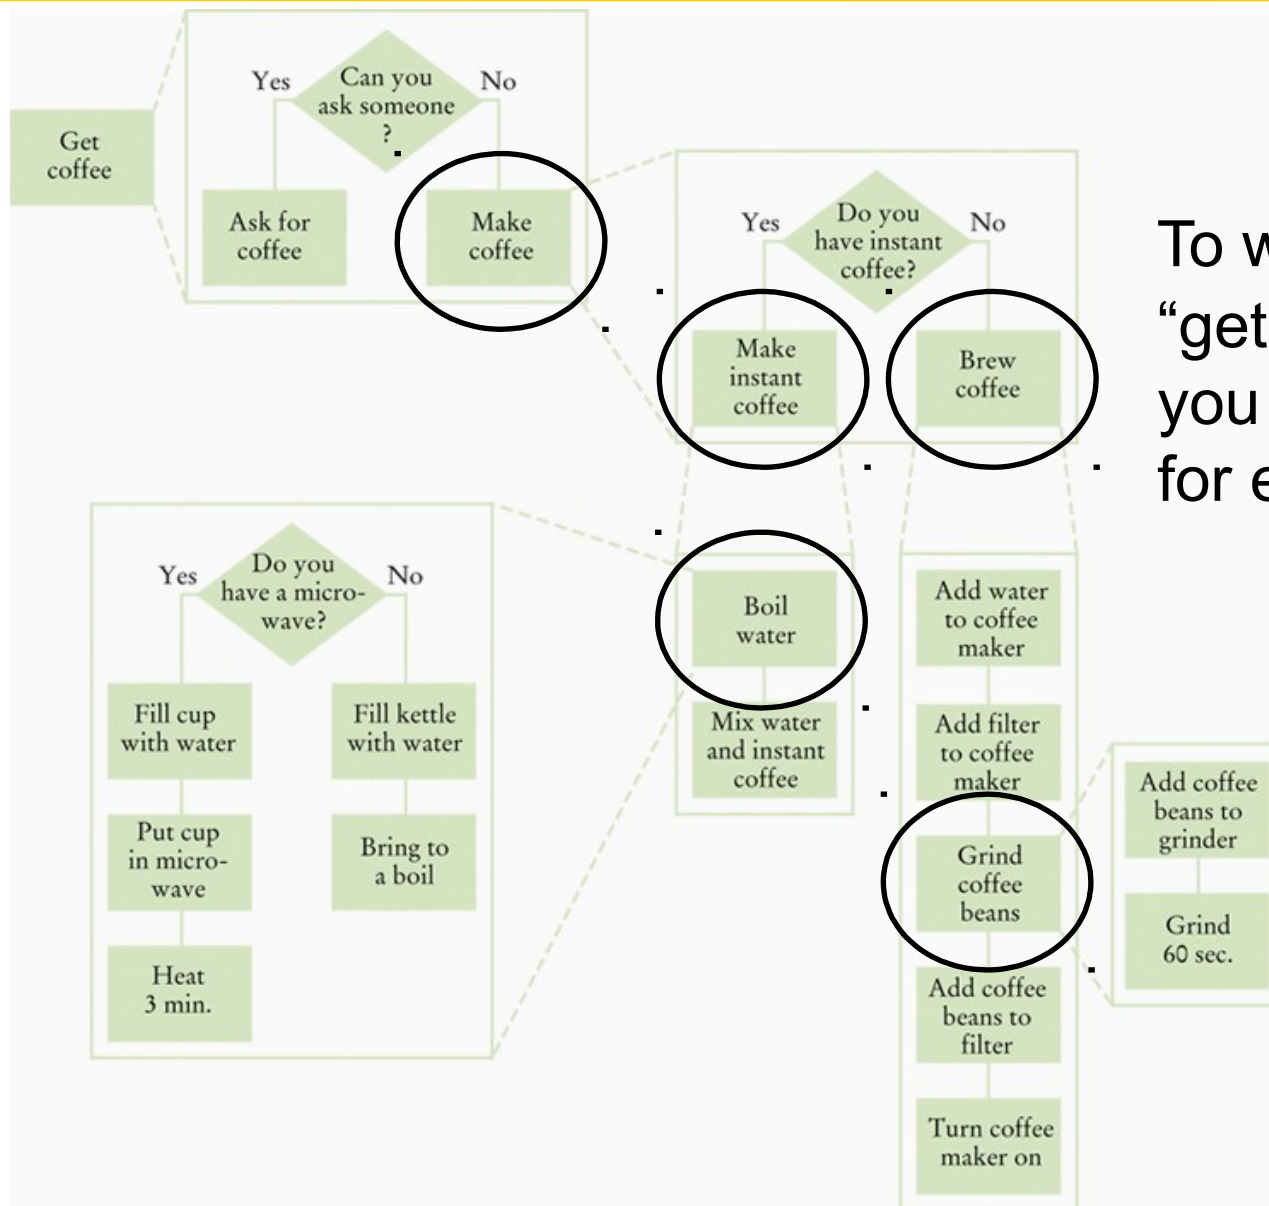 Get
coffee
Yes
Can you
ask someone
?
No
Ask for
coffee
Make
coffee
Yes
Do you
have instant
coffee?
No
Make
instant
coffee
Brew
coffee
To w
“get
you
for e
Yes
Do you
have a micro-
wave?
No
Fill cup
with water
Put cup
in micro-
wave
Heat
3 min.
Fill kettle
with water
Bring to
a boil
Boil
water
Mix water
and instant
coffee
Add water
to coffee
maker
Add filter
to coffee
maker
Grind
coffee
beans
Add coffee
beans to
filter
Turn coffee
maker on
Add coffee
beans to
grinder
Grind
60 sec.